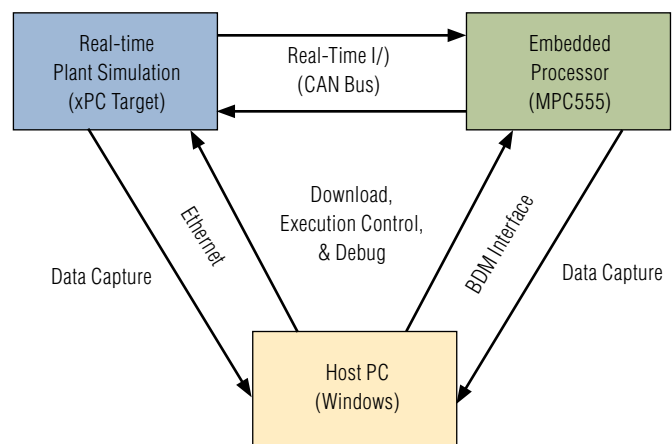 Real-time
Plant Simulation
(xPC Target)
Real-Time I/)
(CAN Bus)
Embedded
Processor
(MPC555)
Download,
Execution Control,
& Debug
Ethernet
BDM Interface
Data Capture
Data Capture
Host PC
(Windows)